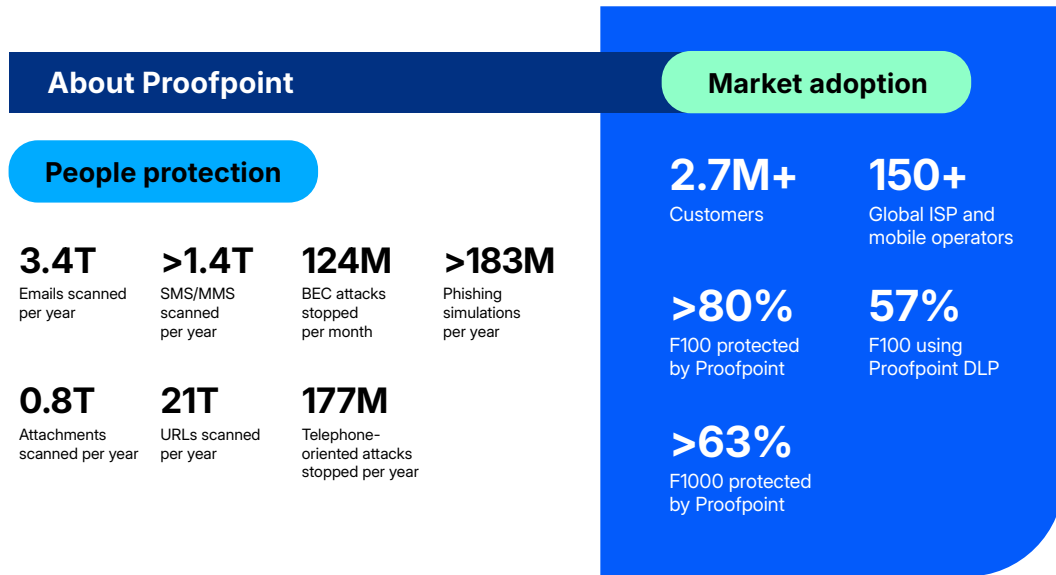 About Proofpoint
Market adoption
People protection
3.4T
Emails scanned
per year
>1.4T
SMS/MMS
scanned
per year
124M
BEC attacks
stopped
per month
>183M
Phishing
simulations
per year
0.8T
Attachments
scanned per year
21T
URLs scanned
per year
177M
Telephone-
oriented attacks
stopped per year
2.7M+
Customers
150+
Global ISP and
mobile operators
>80%
F100 protected
by Proofpoint
57%
F100 using
Proofpoint DLP
>63%
F1000 protected
by Proofpoint